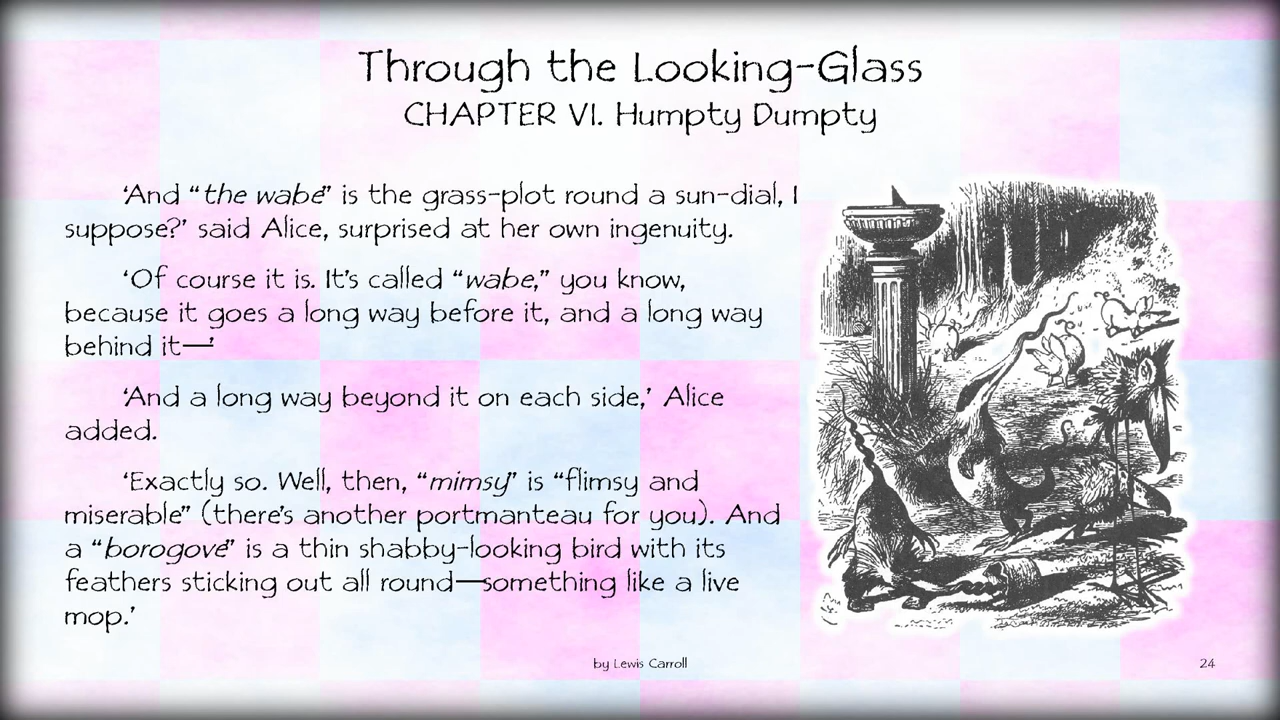 Through the Looking-Glass
CHAPTER VI. Humpty Dumpty
‘And “the wabe” is the grass-plot round a sun-dial, I
suppose?’ said Alice, surprised at her own ingenuity.
‘Of course it is. It’s called “wabe,” you know,
because it goes a long way before it, and a long way
behind it—’
‘And a long way beyond it on each side,’ Alice
added.
‘Exactly so. Well, then, “mimsy” is “flimsy and
miserable” (there’s another portmanteau for you). And
a “borogove” is a thin shabby-looking bird with its
feathers sticking out all round—something like a live
mop.’
by Lewis Carroll
24